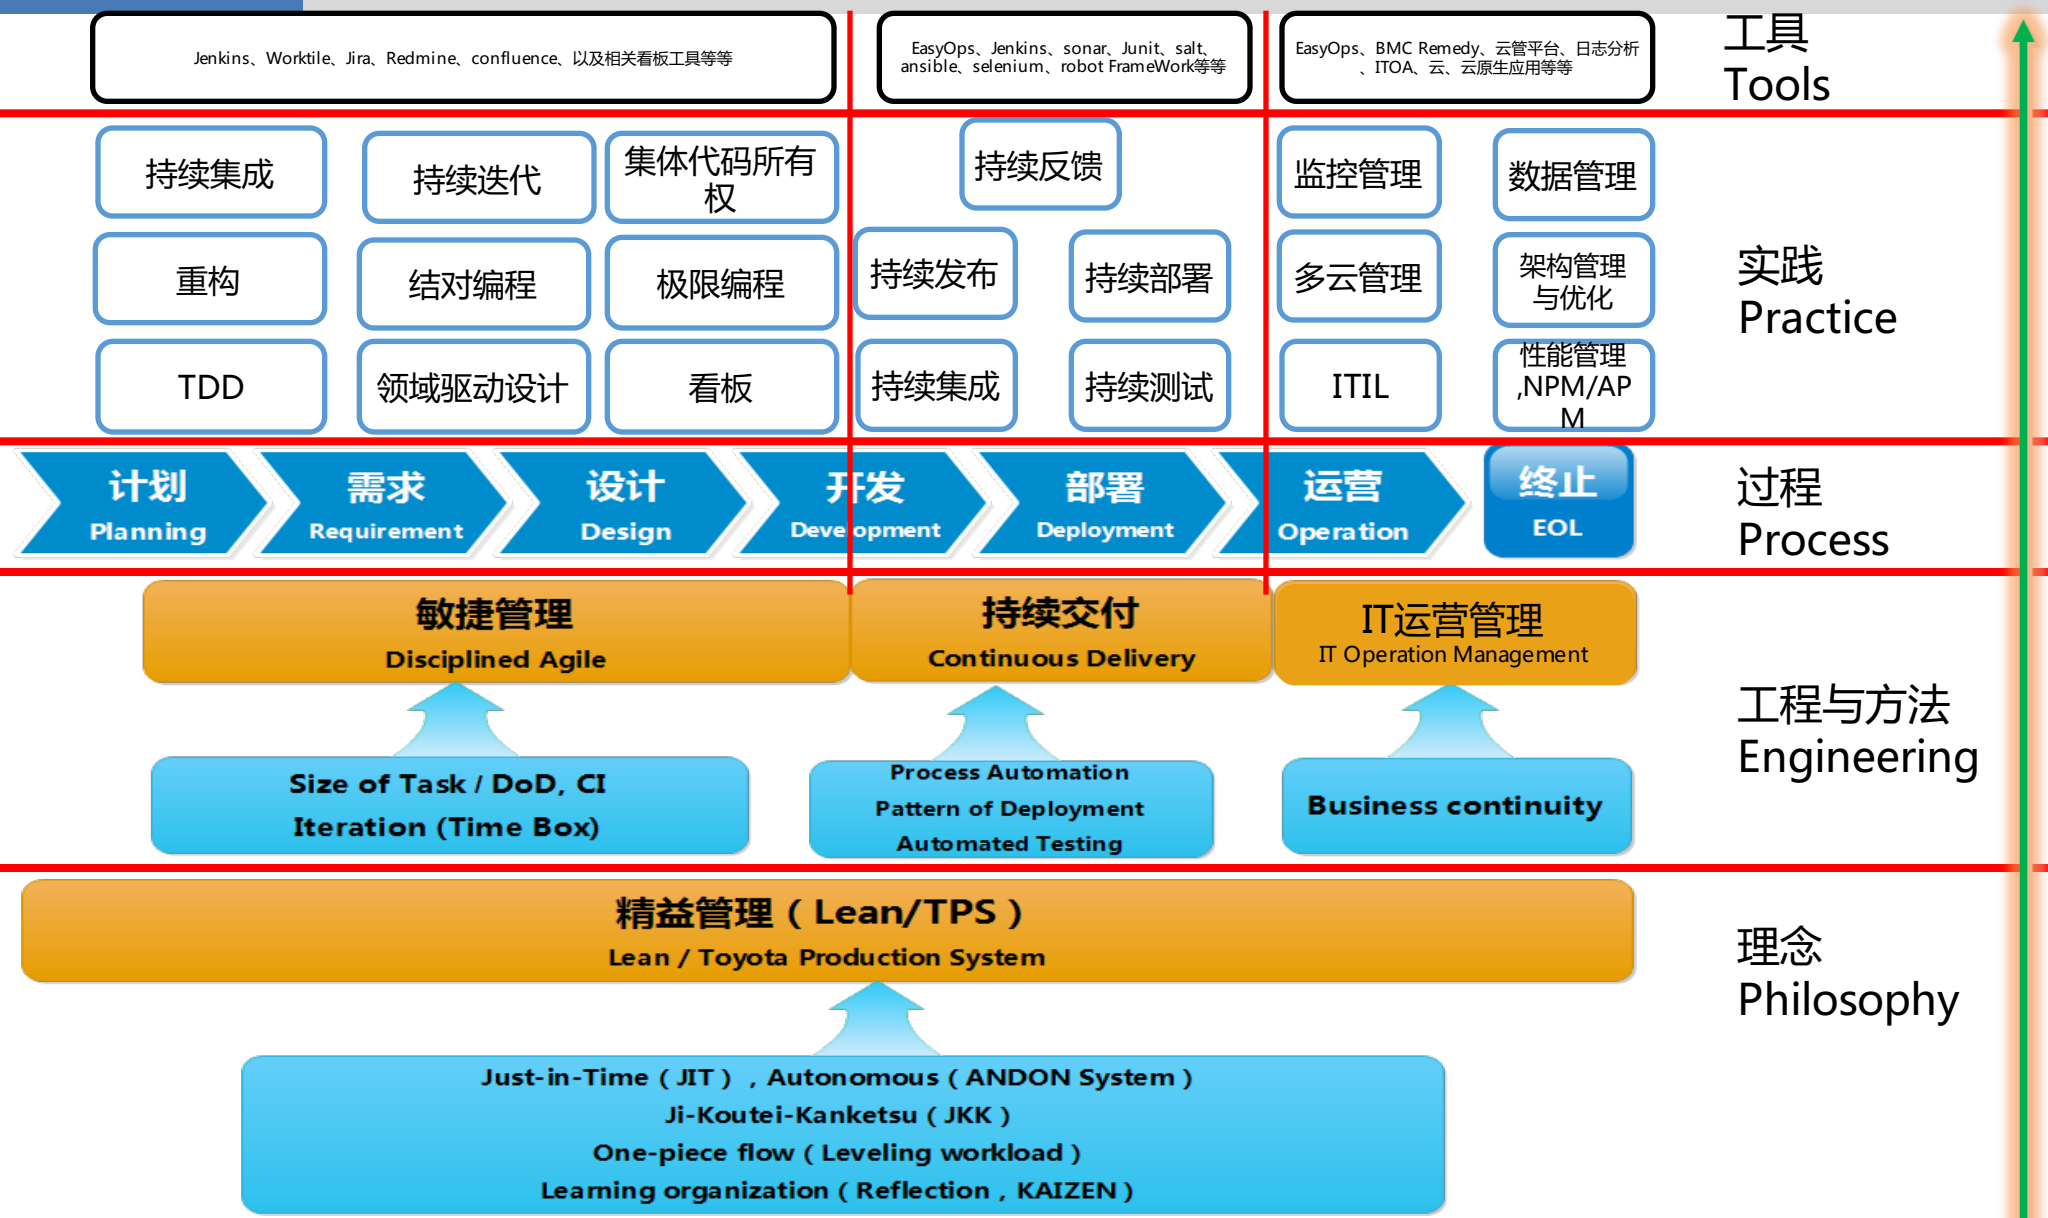 Jenkins、Worktile、Jira、Redmine、confluence、以及相关看板工具等等
EasyOps、Jenkins、sonar、Junit、salt、
ansible、selenium、robot FrameWork等等
EasyOps、BMC Remedy、云管平台、日志分析
、ITOA、云、云原生应用等等
工具
Tools
持续集成
持续迭代
集体代码所有
权
持续反馈
监控管理
数据管理
重构
结对编程
极限编程
持续发布
持续部署
多云管理
架构管理
与优化
TDD
领域驱动设计
看板
持续集成
持续测试
ITIL
性能管理
,NPM/AP
M
实践
Practice
计划
Planning
需求
Requirement
设计
Design
开发
Development
部署
Deployment
运营
Operation
终止
EOL
过程
Process
敏捷管理
Disciplined Agile
持续交付
Continuous Delivery
IT运营管理
IT Operation Management
Size of Task / DoD, CI
Iteration (Time Box)
Process Automation
Pattern of Deployment
Automated Testing
Business continuity
工程与方法
Engineering
精益管理（Lean/TPS）
Lean / Toyota Production System
理念
Philosophy
Just-in-Time（JIT）, Autonomous（ANDON System）
Ji-Koutei-Kanketsu（JKK）
One-piece flow（Leveling workload）
Learning organization（Reflection , KAIZEN）